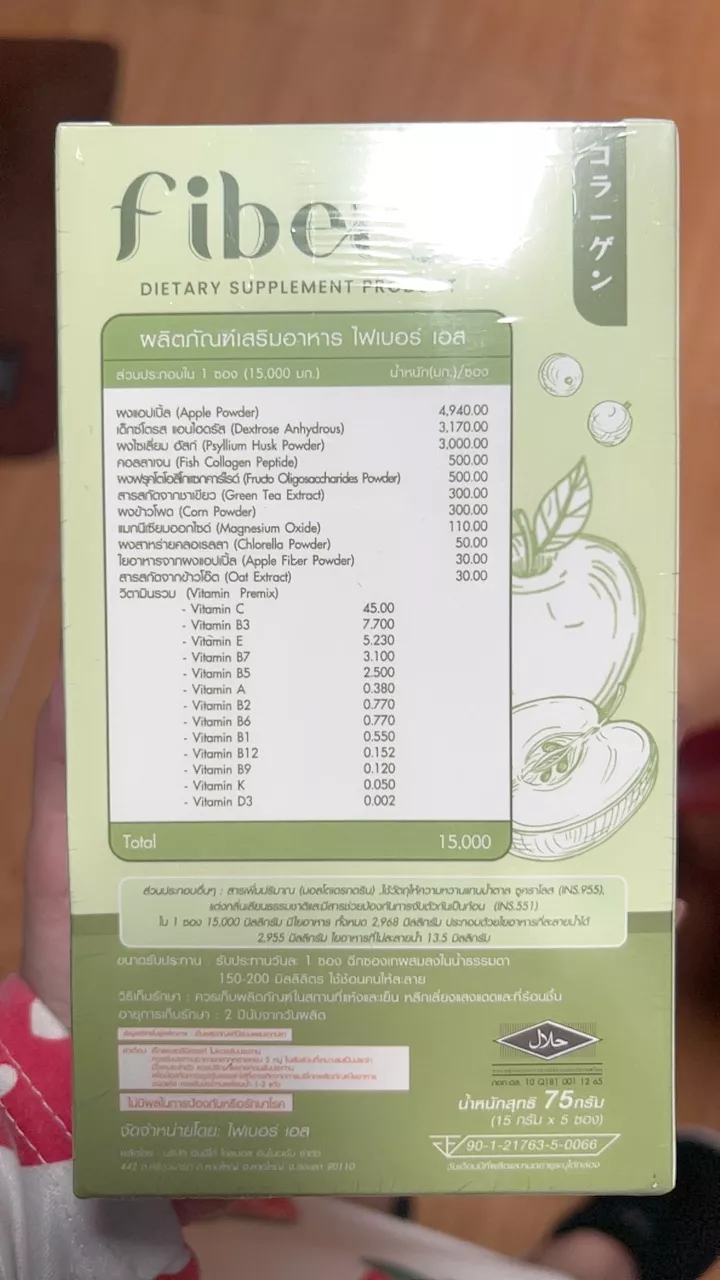 fiber
DIETARY SUPPLEMENT PRODUCT
コラーゲン
ผลิตภัณฑ์เสริมอาหาร ไฟเบอร์ เอส
ส่วนประกอบใน 1 ซอง (15,000 มก.) น้ำหนัก(มก.)/ซอง
ผงแอปเปิ้ล (Apple Powder) 4,940.00
เด็กซ์โตรส แอนไฮดรัส (Dextrose Anhydrous) 3,170.00
ผงไซเลี่ยม ฮัสก์ (Psyllium Husk Powder) 3,000.00
คอลลาเจน (Fish Collagen Peptide) 500.00
ผงฟรุคโตโอลิโกแซคคาร์ไรด์ (Fructo Oligosaccharides Powder) 500.00
สารสกัดจากชาเขียว (Green Tea Extract) 300.00
ผงข้าวโพด (Corn Powder) 300.00
แมกนีเซียมออกไซด์ (Magnesium Oxide) 110.00
ผงสาหร่ายคลอเรลลา (Chlorella Powder) 50.00
ใยอาหารจากผงแอปเปิ้ล (Apple Fiber Powder) 30.00
สารสกัดจากข้าวโอ๊ต (Oat Extract) 30.00
วิตามินรวม (Vitamin Premix)
- Vitamin C 45.00
- Vitamin B3 7.700
- Vitamin E 5.230
- Vitamin B7 3.100
- Vitamin B5 2.500
- Vitamin A 0.380
- Vitamin B2 0.770
- Vitamin B6 0.770
- Vitamin B1 0.550
- Vitamin B12 0.152
- Vitamin B9 0.120
- Vitamin K 0.050
- Vitamin D3 0.002
Total 15.000
ส่วนประกอบอื่นๆ : สารเพิ่มปริมาณ (มอลโตเดรกตริน) ,ใช้วัตถุให้ความหวานแทนน้ำตาล ซูคราโลส (INS.955),
แต่งกลิ่นเลียนธรรมชาติและมีสารช่วยป้องกันการจับตัวกันเป็นก้อน (INS.551)
ใน 1 ซอง 15,000 มิลลิกรัม มีใยอาหาร ทั้งหมด 2,968 มิลลิกรัม ประกอบด้วยใยอาหารที่ละลายน้ำได้
2,955 มิลลิกรัม ใยอาหารที่ไม่ละลายน้ำ 13.5 มิลลิกรัม
ขนาดรับประทาน : รับประทานวันละ 1 ซอง ฉีกซองเทผสมลงในน้ำธรรมดา
150-200 มิลลิลิตร ใช้ช้อนคนให้ละลาย
วิธีเก็บรักษา : ควรเก็บผลิตภัณฑ์ในสถานที่แห้งและเย็น หลีกเลี่ยงแสงแดดและที่ร้อนชื้น
อายุการเก็บรักษา : 2 ปีนับจากวันผลิต
ไม่มีผลในการป้องกันหรือรักษาโรค
จัดจำหน่ายโดย: ไฟเบอร์ เอส
حلال
กอท.ฮล. 10 Q181 001 12 65
น้ำหนักสุทธิ 75กรัม
(15 กรัม x 5 ซอง)
90-1-21763-5-0066
วันเดือนปีที่ผลิตและหมดอายุระบุใต้กล่อง